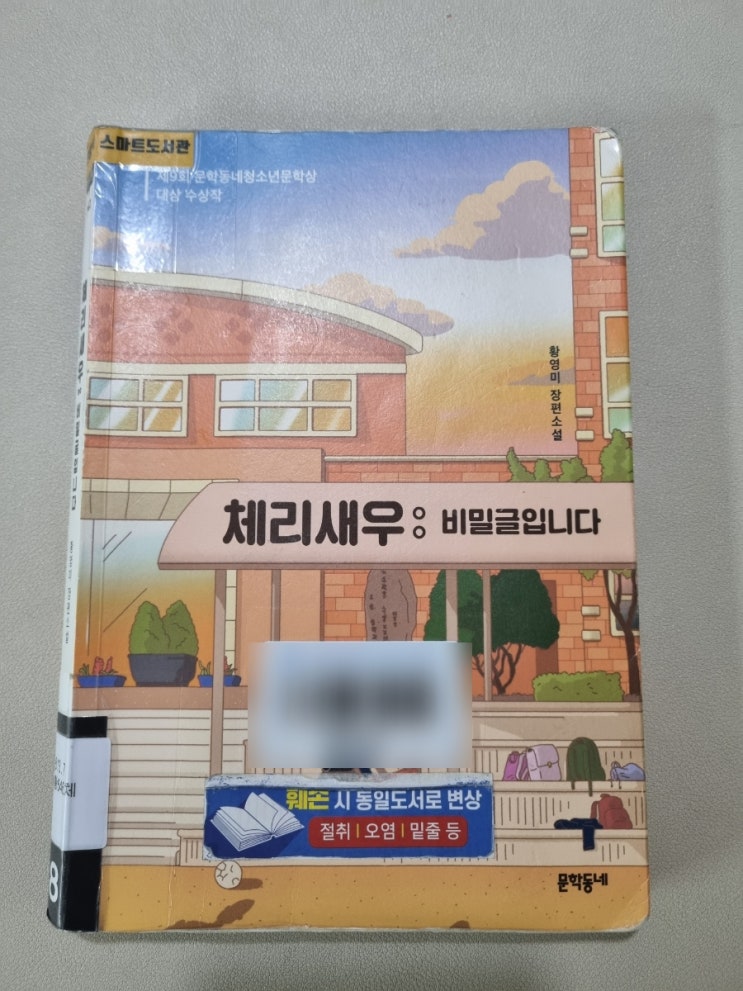 스마트도서관
제9회 문학동네청소년문학상
대상 수상작
황영미 장편소설
체리새우: 비밀글입니다
훼손 시 동일도서로 변상
절취 | 오염 | 밑줄 등
문학동네
8